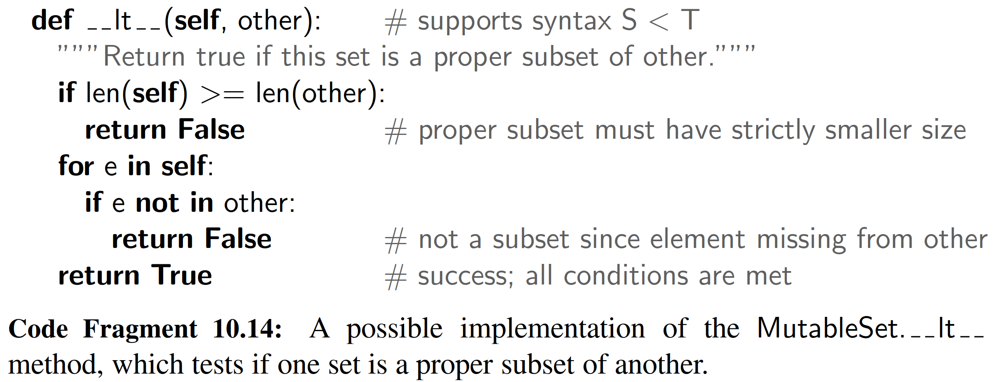 def __lt__(self, other): # supports syntax S < T
”””Return true if this set is a proper subset of other.”””
if len(self) >= len(other):
return False # proper subset must have strictly smaller size
for e in self:
if e not in other:
return False # not a subset since element missing from other
return True # success; all conditions are met
Code Fragment 10.14: A possible implementation of the MutableSet.__lt__
method, which tests if one set is a proper subset of another.